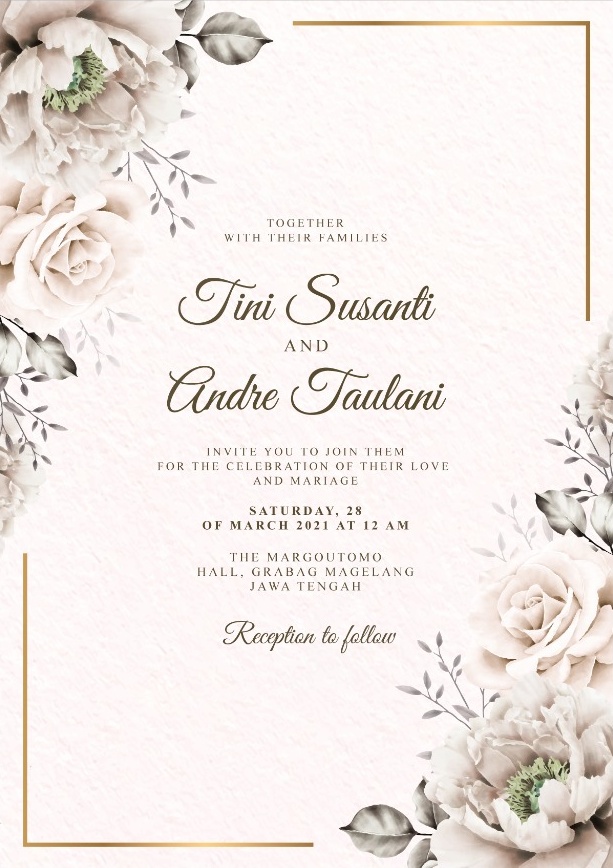 TOGETHER
WITH THEIR FAMILIES
Tini Susanti
AND
Andre Taulani
INVITE YOU TO JOIN THEM
FOR THE CELEBRATION OF THEIR LOVE
AND MARIAGE
SATURDAY, 28
OF MARCH 2021 AT 12 AM
THE MARGOUTOMO
HALL, GRABAG MAGELANG
JAWA TENGAH
Reception to follow